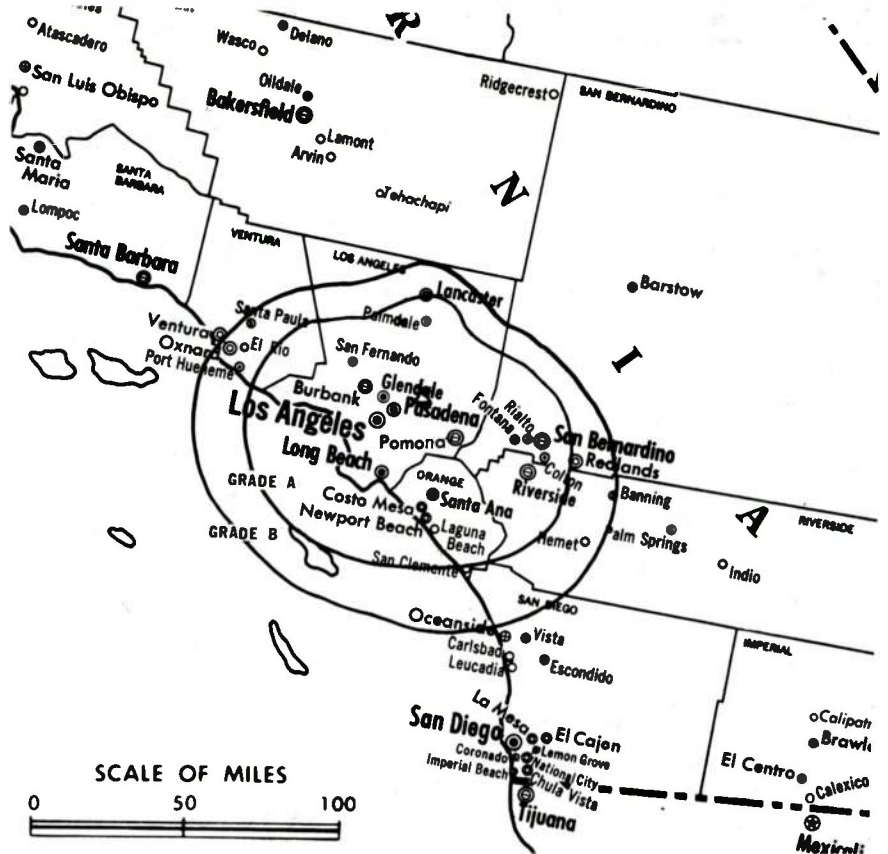 Atascadero
San Luis Obispo
Santa
Maria
Lompoc
SANTA
BARBARA
Santa Barbara
Wasco
Delano
R
Oildale
Bakersfield
Lamont
Arvin
Tehachapi
N
Ridgecrest
SAN BERNARDINO
VENTURA
LOS ANGELES
Lancaster
Palmdale
Barstow
I
Santa Paula
Ventura
Oxnard
El Rio
Port Hueneme
San Fernando
Burbank
Glendale
Pasadena
Los Angeles
Pomona
Fontana
Rialto
San Bernardino
Colton
Redlands
Riverside
Long Beach
ORANGE
Santa Ana
GRADE A
GRADE B
Costo Mesa
Newport Beach
Laguna
Beach
Hemet
Banning
Palm Springs
A
RIVERSIDE
Indio
San Clemente
SAN DIEGO
Oceanside
Carlsbad
Leucadia
Vista
Escondido
IMPERIAL
La Mesa
San Diego
El Cajon
Lemon Grove
Coronado
National City
Imperial Beach
Chula Vista
Tijuana
Calipatr
Brawl
El Centro
Calexico
Mexicali
SCALE OF MILES
0 50 100